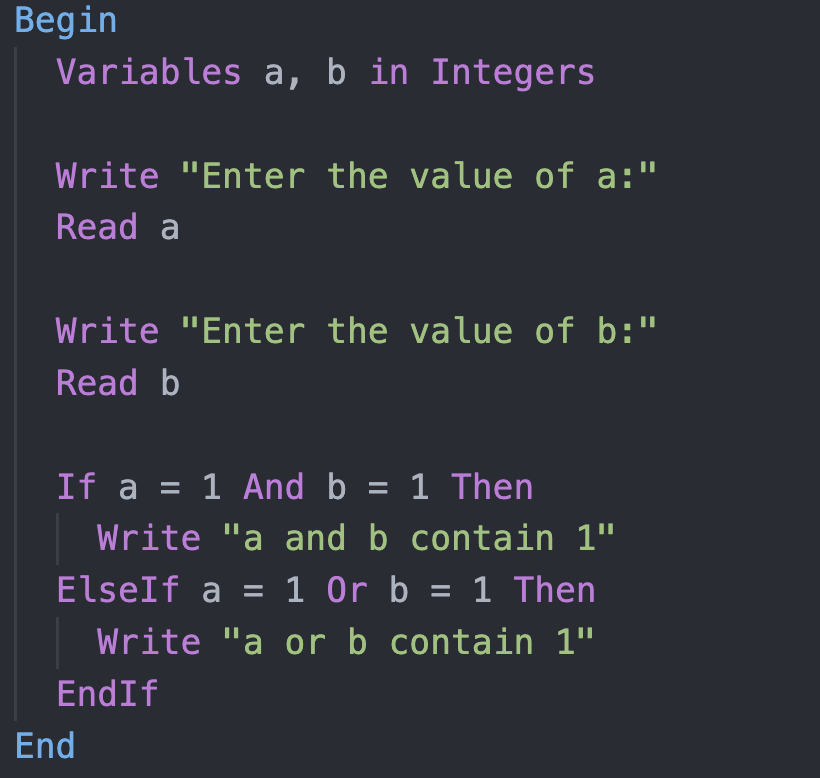 Begin
Variables a, b in Integers
Write "Enter the value of a:"
Read a
Write "Enter the value of b:"
Read b
If a = 1 And b = 1 Then
Write "a and b contain 1"
ElseIf a = 1 Or b = 1 Then
Write "a or b contain 1"
EndIf
End